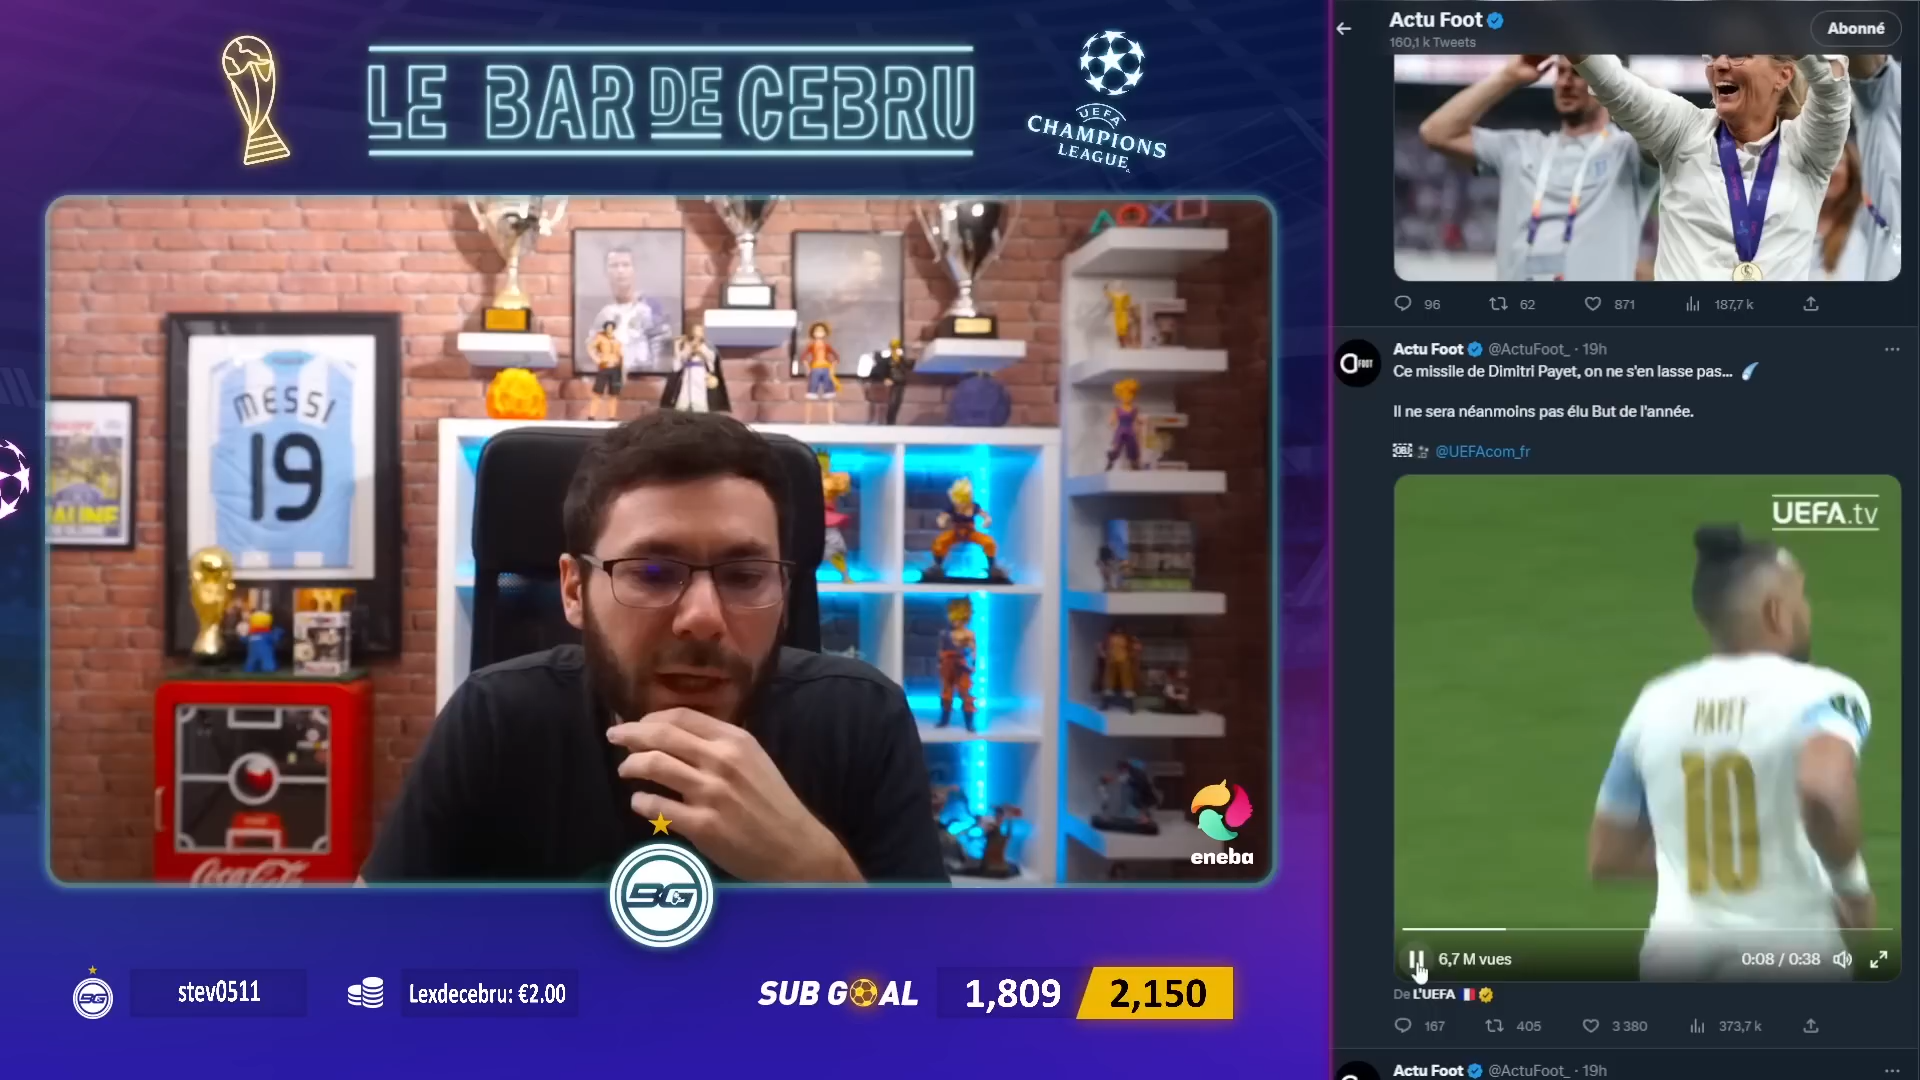 LE BAR DE CEBRU
UEFA
CHAMPIONS
LEAGUE
MESSI
19
Coca-Cola
eneba
BG
stev0511
Lexdecebru: €2.00
SUB GOAL
1,809
2,150
Actu Foot
160,1 k Tweets
Abonné
96
62
871
187,7 k
Actu Foot @ActuFoot_ · 19h
Ce missile de Dimitri Payet, on ne s'en lasse pas...
Il ne sera néanmoins pas élu But de l'année.
@UEFAcom_fr
UEFA.tv
PAYET
10
6,7 M vues
0:08 / 0:38
De L'UEFA
167
405
3 380
373,7 k
Actu Foot @ActuFoot_ · 19h